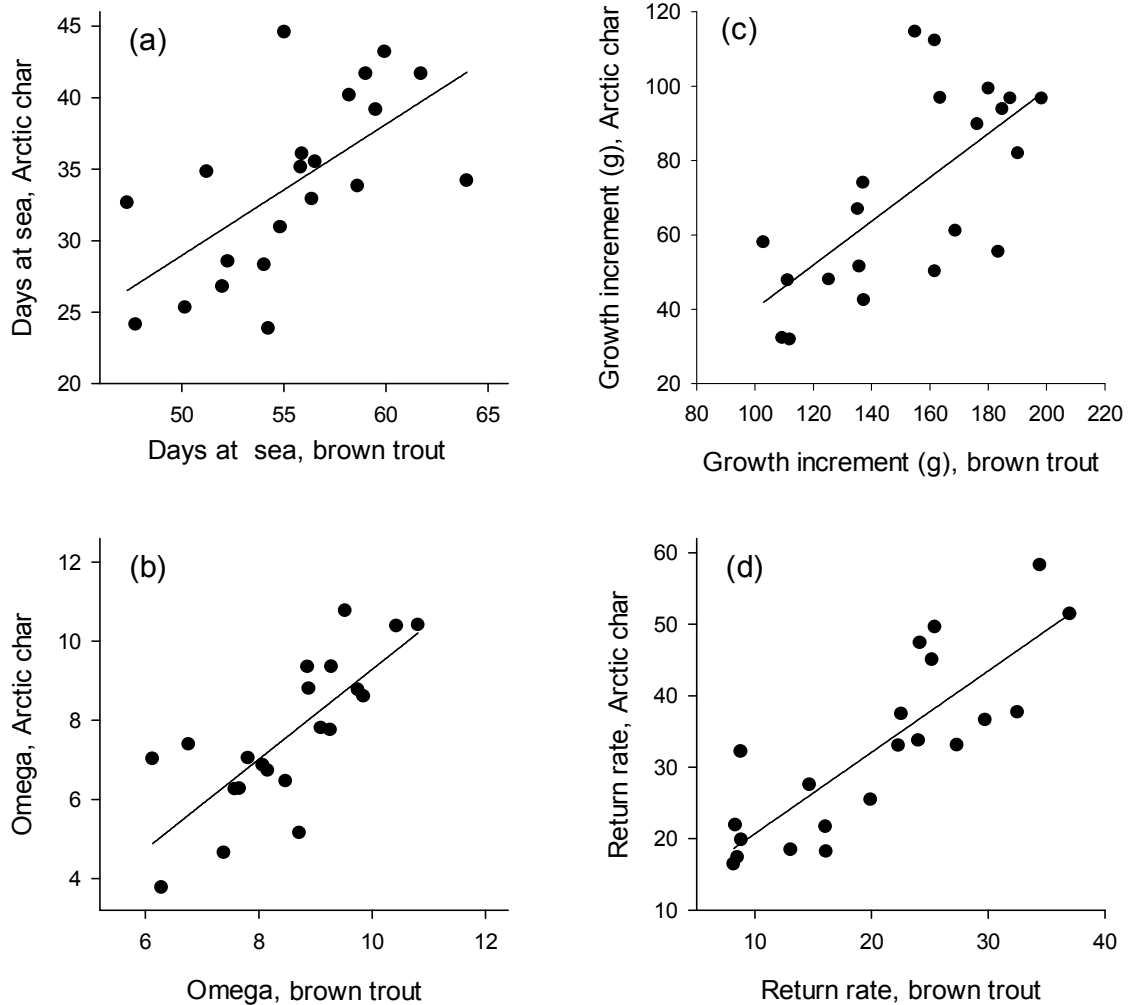 (a)
45
40
35
30
25
20
Days at sea, Arctic char
50 55 60 65
Days at sea, brown trout
(c)
120
100
80
60
40
20
Growth increment (g), Arctic char
80 100 120 140 160 180 200 220
Growth increment (g), brown trout
(b)
12
10
8
6
4
Omega, Arctic char
6 8 10 12
Omega, brown trout
(d)
60
50
40
30
20
10
Return rate, Arctic char
10 20 30 40
Return rate, brown trout